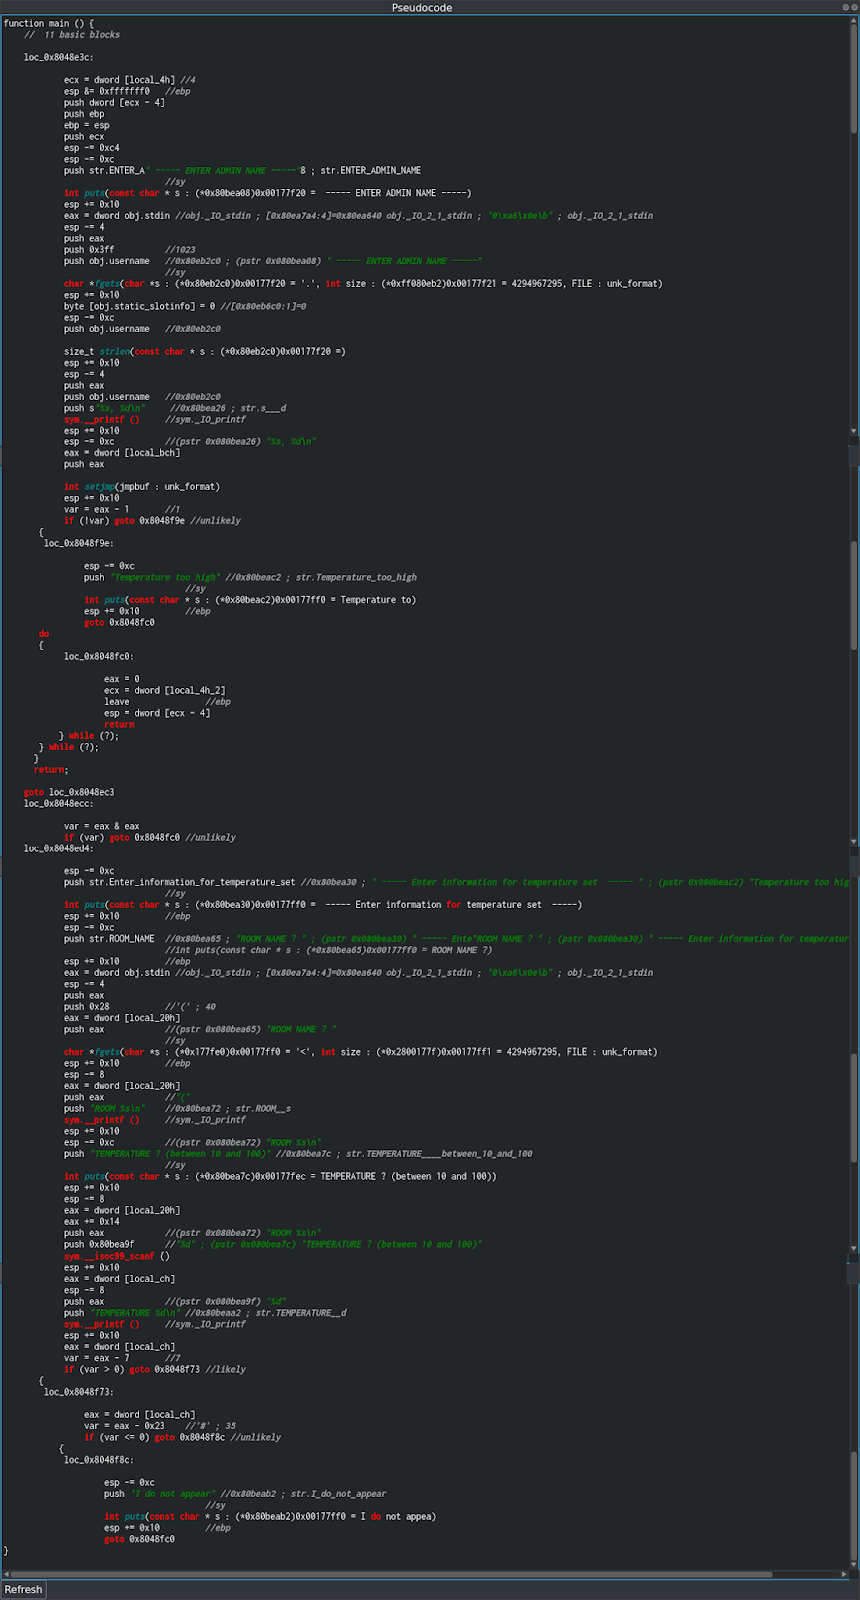 Pseudocode
function main () {
//  11 basic blocks
loc_0x8048e3c:
ecx = dword [local_4h] //4
esp &= 0xfffffff0   //ebp
push dword [ecx - 4]
push ebp
ebp = esp
push ecx
esp -= 0xc4
esp -= 0xc
push str.ENTER_A" ----- ENTER ADMIN NAME -----"8 ; str.ENTER_ADMIN_NAME
//sy
int puts(const char * s : (*0x80bea08)0x00177f20 =  ----- ENTER ADMIN NAME -----)
esp += 0x10
eax = dword obj.stdin //obj._IO_stdin ; [0x80ea7a4:4]=0x80ea640 obj._IO_2_1_stdin ; "@\xa6\x0e\b" ; obj._IO_2_1_stdin
esp -= 4
push eax
push 0x3ff          //1023
push obj.username   //0x80eb2c0 ; (pstr 0x080bea08) " ----- ENTER ADMIN NAME -----"
//sy
char *fgets(char *s : (*0x80eb2c0)0x00177f20 = '.', int size : (*0xff080eb2)0x00177f21 = 4294967295, FILE : unk_format)
esp += 0x10
byte [obj.static_slotinfo] = 0 //[0x80eb6c0:1]=0
esp -= 0xc
push obj.username   //0x80eb2c0
size_t strlen(const char * s : (*0x80eb2c0)0x00177f20 =)
esp += 0x10
esp -= 4
push eax
push obj.username   //0x80eb2c0
push s"%s, %d\n"     //0x80bea26 ; str.s___d
sym.__printf ()     //sym._IO_printf
esp += 0x10
esp -= 0xc          //(pstr 0x080bea26) "%s, %d\n"
eax = dword [local_bch]
push eax
int setjmp(jmpbuf : unk_format)
esp += 0x10
var = eax - 1       //1
if (!var) goto 0x8048f9e //unlikely
{
loc_0x8048f9e:
esp -= 0xc
push "Temperature too high" //0x80beac2 ; str.Temperature_too_high
//sy
int puts(const char * s : (*0x80beac2)0x00177ff0 = Temperature to)
esp += 0x10         //ebp
goto 0x8048fc0
do
{
loc_0x8048fc0:
eax = 0
ecx = dword [local_4h_2]
leave               //ebp
esp = dword [ecx - 4]
return
} while (?);
} while (?);
}
return;
goto loc_0x8048ec3
loc_0x8048ecc:
var = eax & eax
if (var) goto 0x8048fc0 //unlikely
loc_0x8048ed4:
esp -= 0xc
push str.Enter_information_for_temperature_set //0x80bea30 ; " ----- Enter information for temperature set  ----- " ; (pstr 0x080beac2) "Temperature too hig
//sy
int puts(const char * s : (*0x80bea30)0x00177ff0 =  ----- Enter information for temperature set  -----)
esp += 0x10         //ebp
esp -= 0xc
push str.ROOM_NAME  //0x80bea65 ; "ROOM NAME ? " ; (pstr 0x080bea30) " ----- Ente"ROOM NAME ? " ; (pstr 0x080bea30) " ----- Enter information for temperatur
//int puts(const char * s : (*0x80bea65)0x00177ff0 = ROOM NAME ?)
esp += 0x10         //ebp
eax = dword obj.stdin //obj._IO_stdin ; [0x80ea7a4:4]=0x80ea640 obj._IO_2_1_stdin ; "@\xa6\x0e\b" ; obj._IO_2_1_stdin
esp -= 4
push eax
push 0x28           //'(' ; 40
eax = dword [local_20h]
push eax            //(pstr 0x080bea65) "ROOM NAME ? "
//sy
char *fgets(char *s : (*0x177fe0)0x00177ff0 = '<', int size : (*0x2800177f)0x00177ff1 = 4294967295, FILE : unk_format)
esp += 0x10         //ebp
esp -= 8
eax = dword [local_20h]
push eax            //"("
push "ROOM %s\n"    //0x80bea72 ; str.ROOM__s
sym.__printf ()     //sym._IO_printf
esp += 0x10
esp -= 0xc          //(pstr 0x080bea72) "ROOM %s\n"
push "TEMPERATURE ? (between 10 and 100)" //0x80bea7c ; str.TEMPERATURE____between_10_and_100
//sy
int puts(const char * s : (*0x80bea7c)0x00177fec = TEMPERATURE ? (between 10 and 100))
esp += 0x10
esp -= 8
eax = dword [local_20h]
eax += 0x14
push eax            //(pstr 0x080bea72) "ROOM %s\n"
push 0x80bea9f      //"%d" ; (pstr 0x080bea7c) "TEMPERATURE ? (between 10 and 100)"
sym.__isoc99_scanf ()
esp += 0x10
eax = dword [local_ch]
esp -= 8
push eax            //(pstr 0x080bea9f) "%d"
push "TEMPERATURE %d\n" //0x80beaa2 ; str.TEMPERATURE__d
sym.__printf ()     //sym._IO_printf
esp += 0x10
eax = dword [local_ch]
var = eax - 7       //7
if (var > 0) goto 0x8048f73 //likely
{
loc_0x8048f73:
eax = dword [local_ch]
var = eax - 0x23    //'#' ; 35
if (var <= 0) goto 0x8048f8c //unlikely
{
loc_0x8048f8c:
esp -= 0xc
push "I do not appear" //0x80beab2 ; str.I_do_not_appear
//sy
int puts(const char * s : (*0x80beab2)0x00177ff0 = I do not appea)
esp += 0x10         //ebp
goto 0x8048fc0
}
Refresh